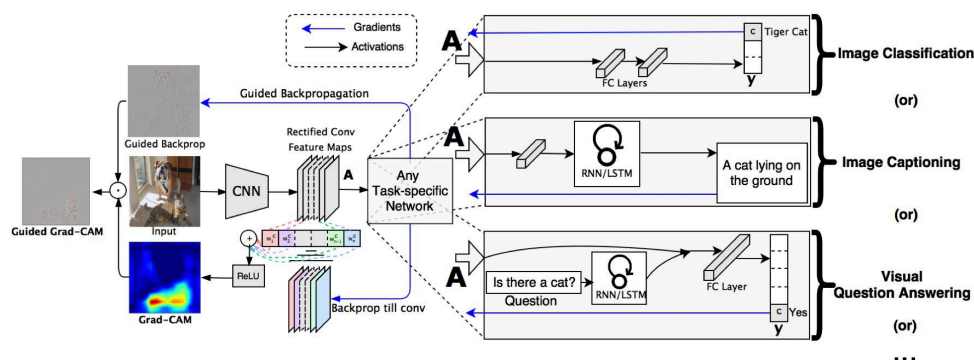 Gradients
Activations
A
Tiger Cat
c
FC Layers
y
Image Classification
(or)
Guided Backpropagation
Guided Backprop
Rectified Conv
Feature Maps
A
CNN
Input
Guided Grad-CAM
Any
Task-specific
Network
A
RNN/LSTM
A cat lying on
the ground
Image Captioning
(or)
+
ReLU
Grad-CAM
Backprop till conv
A
Is there a cat?
Question
RNN/LSTM
FC Layer
c
Yes
y
Visual
Question Answering
(or)
...